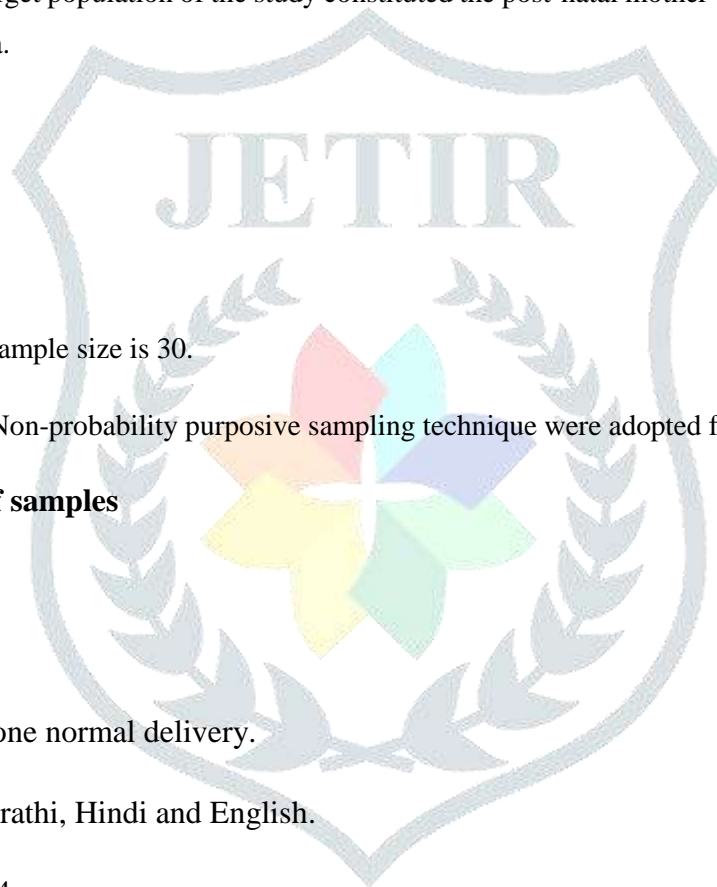 get population of the study constituted the post-natal mother
JETIR
ample size is 30.
Non-probability purposive sampling technique were adopted f
f samples
one normal delivery.
rathi, Hindi and English.